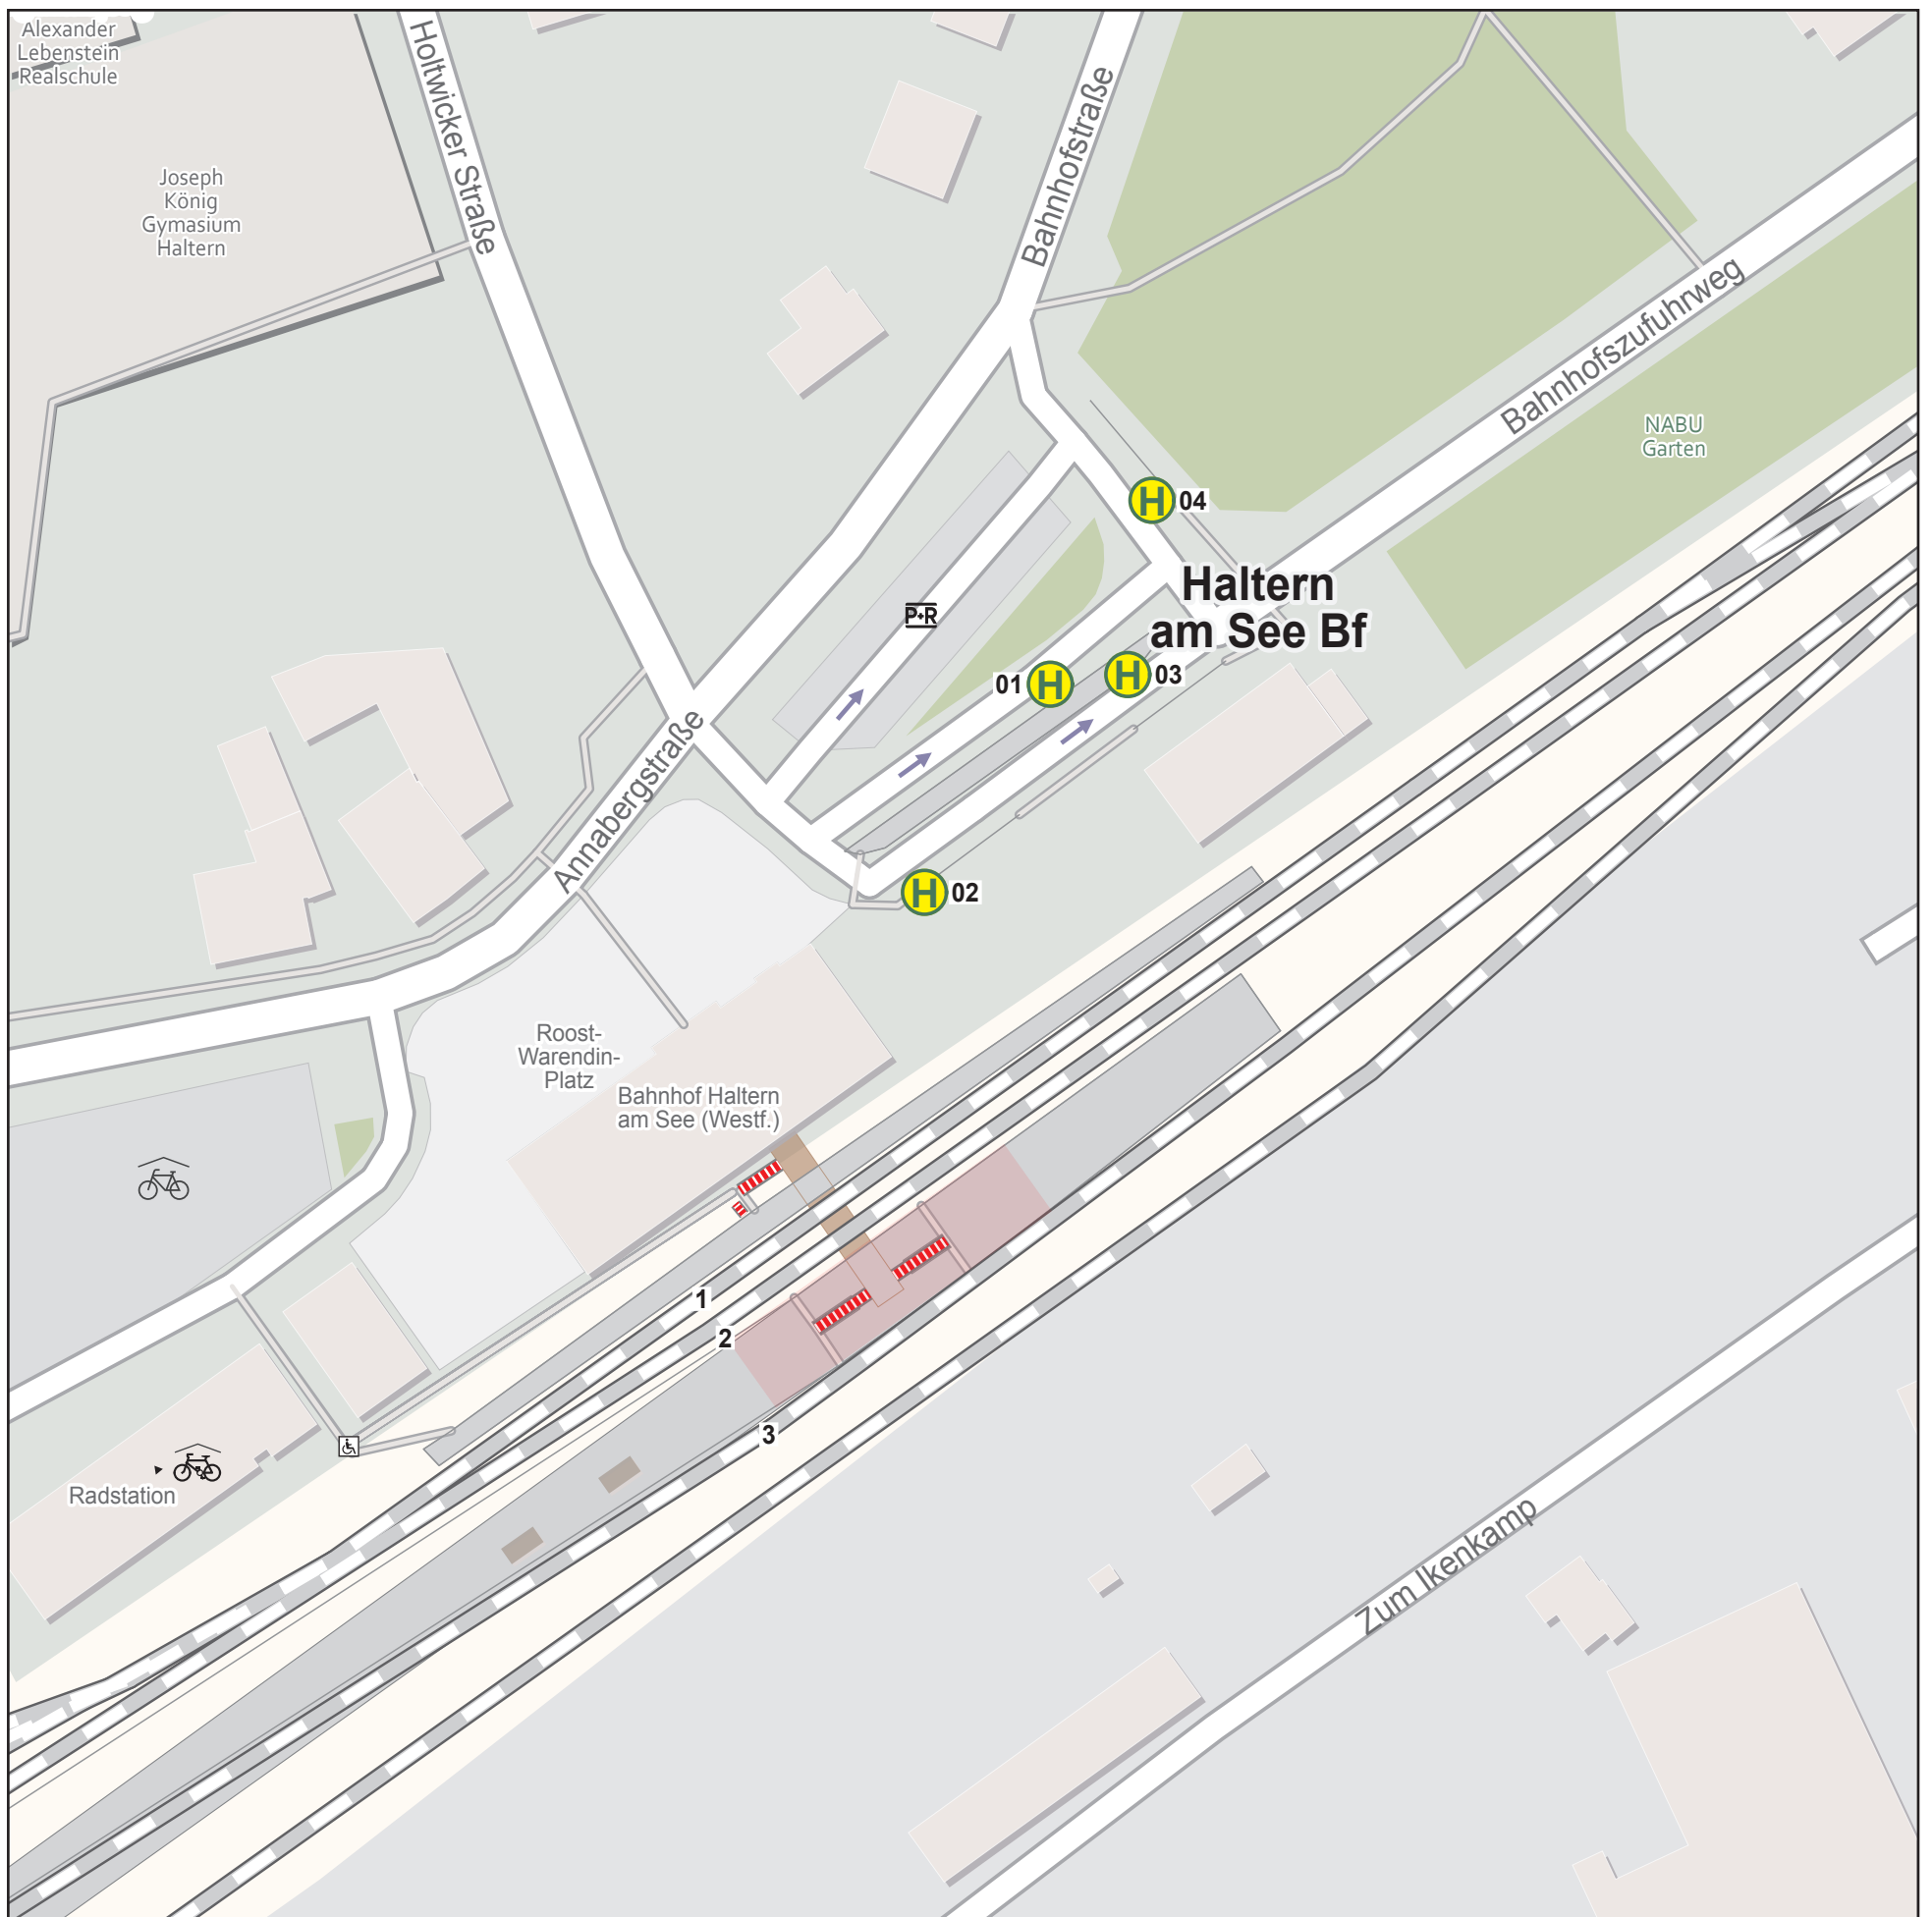 Alexander
Lebenstein
Realschule
Holtwicker Straße
Bahnhofstraße
Joseph
König
Gymasium
Haltern
Bahnhofszufuhrweg
NABU
Garten
H 04
Haltern
am See Bf
P+R
01 H
H 03
Annabergstraße
H 02
Roost-
Warendin-
Platz
Bahnhof Haltern
am See (Westf.)
1
2
3
Radstation
Zum Ikenkamp